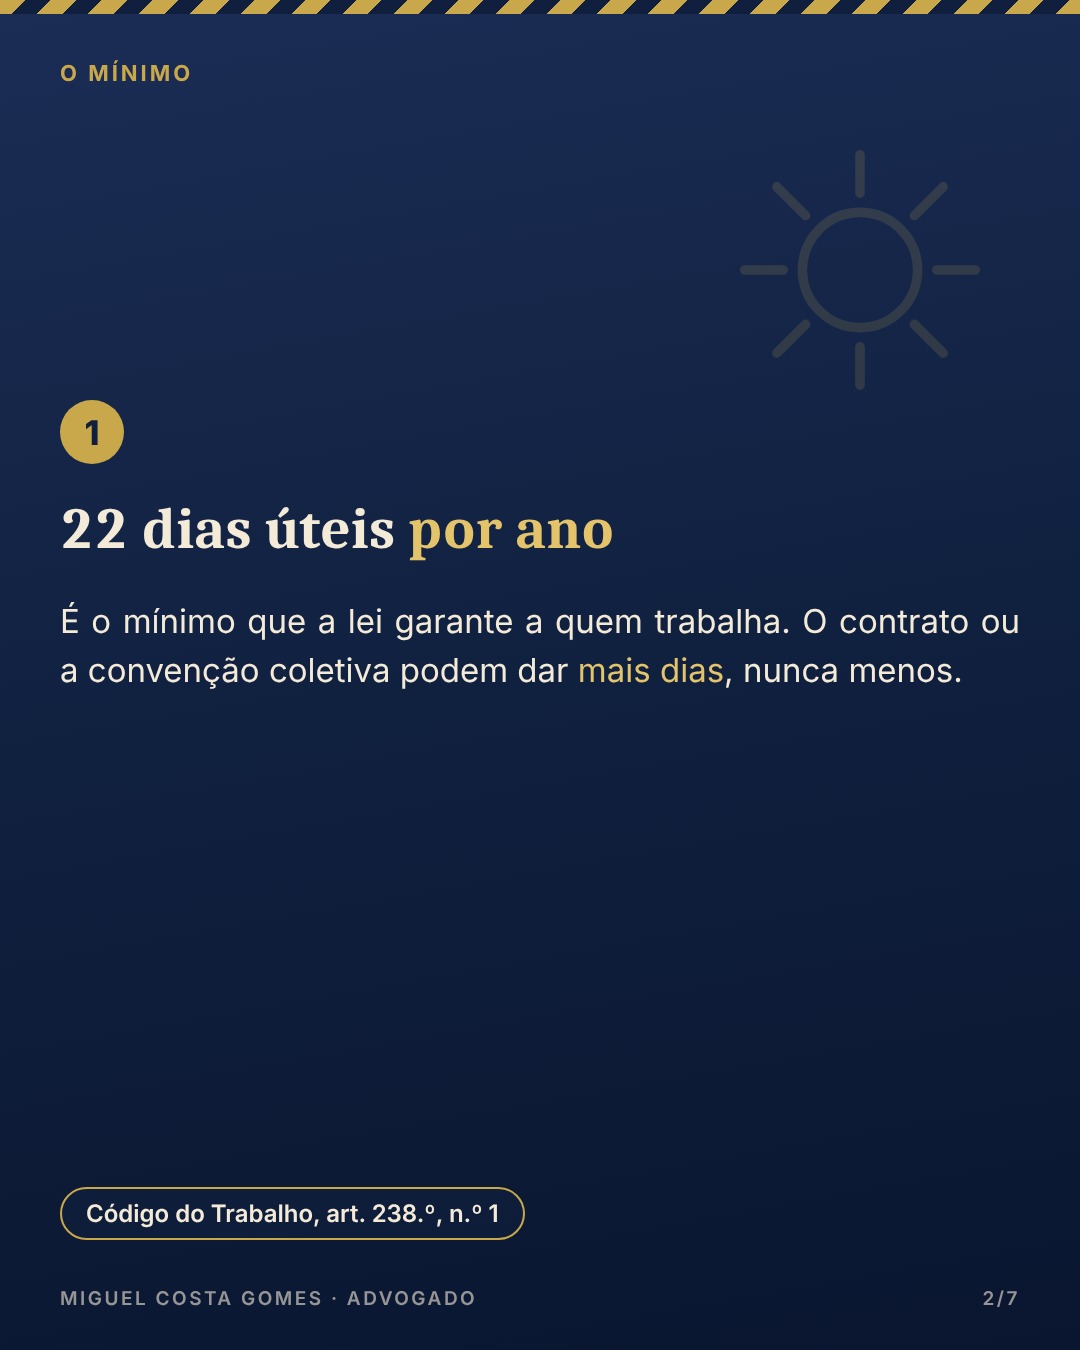 O MÍNIMO
1
22 dias úteis por ano
É o mínimo que a lei garante a quem trabalha. O contrato ou
a convenção coletiva podem dar mais dias, nunca menos.
Código do Trabalho, art. 238.º, n.º 1
MIGUEL COSTA GOMES · ADVOGADO
2/7